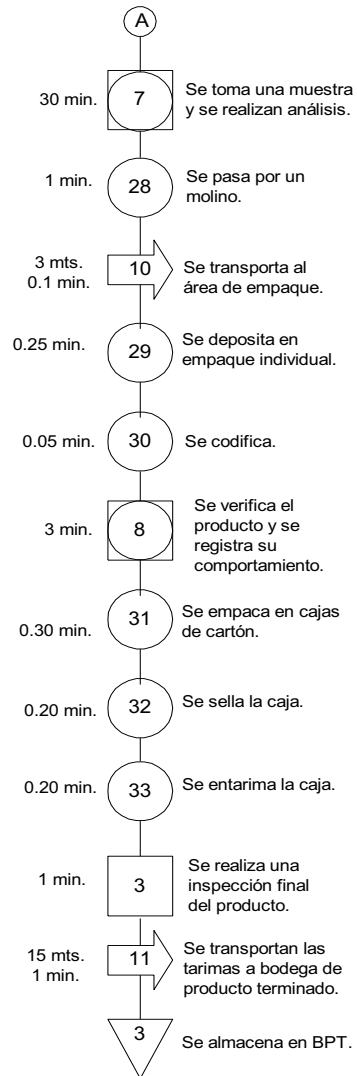 A
30 min.
7
Se toma una muestra
y se realizan análisis.
1 min.
28
Se pasa por un
molino.
3 mts.
0.1 min.
10
Se transporta al
área de empaque.
0.25 min.
29
Se deposita en
empaque individual.
0.05 min.
30
Se codifica.
3 min.
8
Se verifica el
producto y se
registra su
comportamiento.
0.30 min.
31
Se empaca en cajas
de cartón.
0.20 min.
32
Se sella la caja.
0.20 min.
33
Se entarima la caja.
1 min.
3
Se realiza una
inspección final
del producto.
15 mts.
1 min.
11
Se transportan las
tarimas a bodega de
producto terminado.
3
Se almacena en BPT.